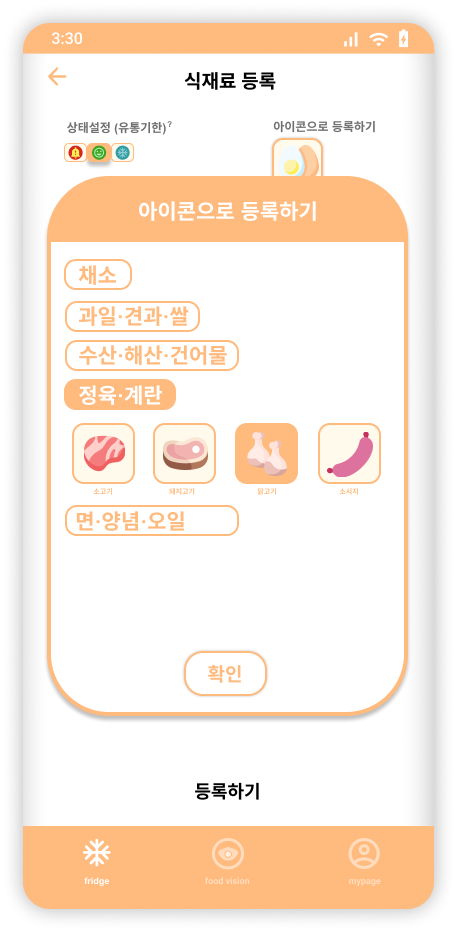 3:30
식재료 등록
상태설정 (유통기한)?
아이콘으로 등록하기
아이콘으로 등록하기
채소
과일·견과·쌀
수산·해산·건어물
정육·계란
소고기 돼지고기 닭고기 소시지
면·양념·오일
확인
등록하기
fridge food vision mypage